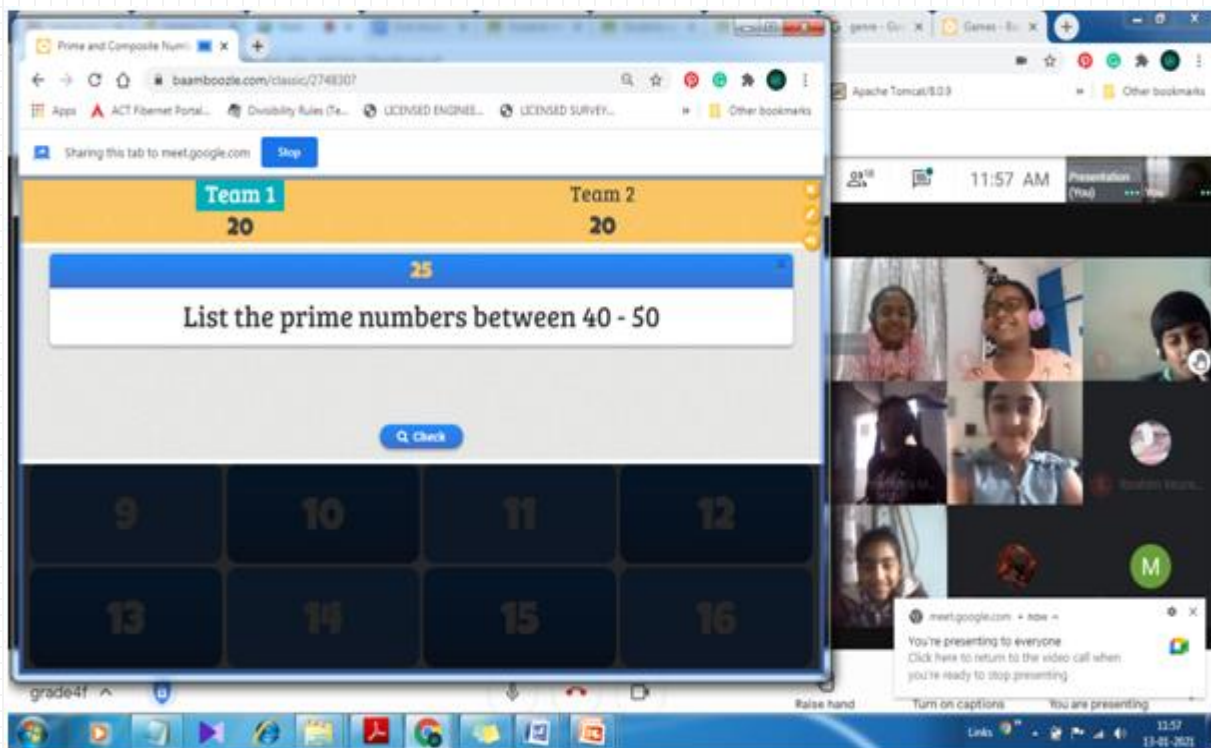 Prime and Composite Num
baamboozle.com/classic/2748307
Apps
ACT Fibernet Portal...
Divisibility Rules (Te...
LICENSED ENGINEE...
LICENSED SURVEY...
Other bookmarks
Sharing this tab to meet.google.com
Stop
Team 1
20
Team 2
20
25
List the prime numbers between 40 - 50
Check
9
10
11
12
13
14
15
16
Apache Tomcat/8.0.9
Other bookmarks
11:57 AM
Presentation
(You)
You
M
meet.google.com • now
You're presenting to everyone
Click here to return to the video call when
you're ready to stop presenting
grade4f
Raise hand
Turn on captions
You are presenting
Links
11:57
13-01-2021